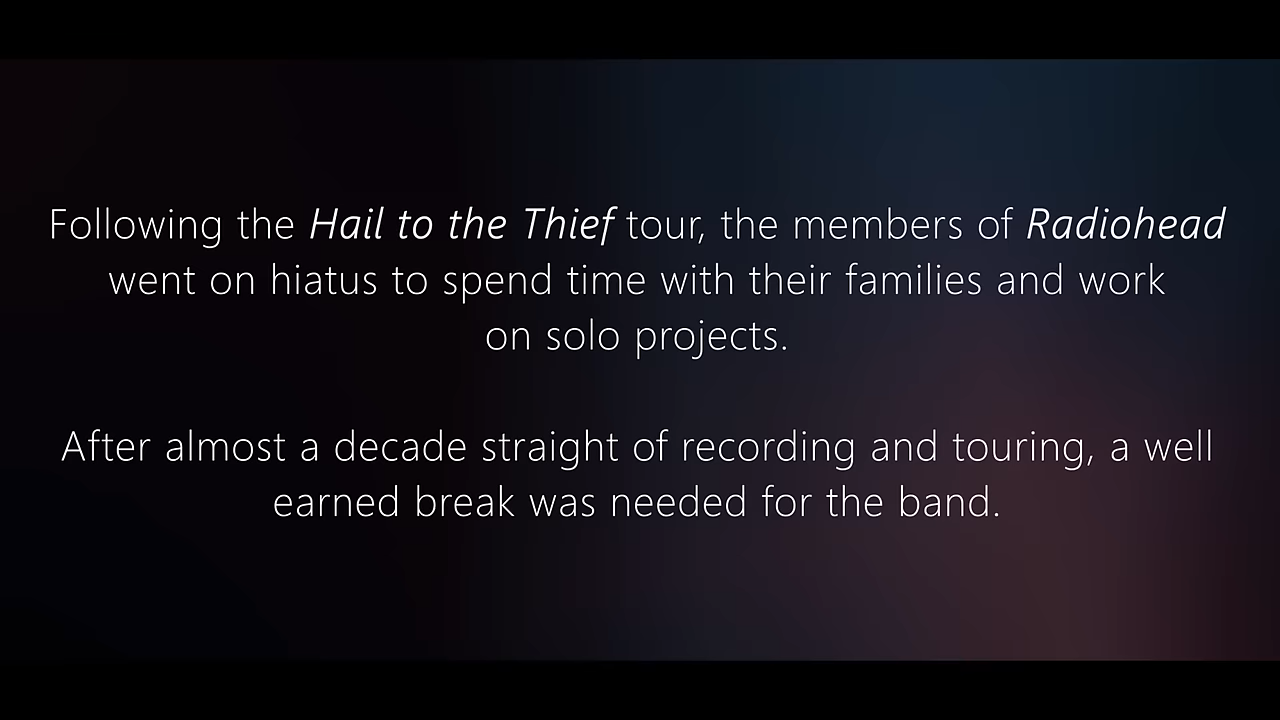 Following the Hail to the Thief tour, the members of Radiohead
went on hiatus to spend time with their families and work
on solo projects.
After almost a decade straight of recording and touring, a well
earned break was needed for the band.